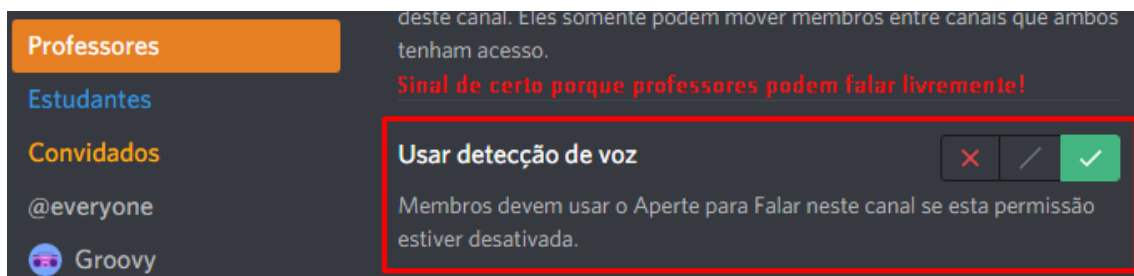 Professores
Estudantes
Convidados
@everyone
Groovy
deste canal. Eles somente podem mover membros entre canais que ambos
tenham acesso.
Sinal de certo porque professores podem falar livremente!
Usar detecção de voz
Membros devem usar o Aperte para Falar neste canal se esta permissão
estiver desativada.